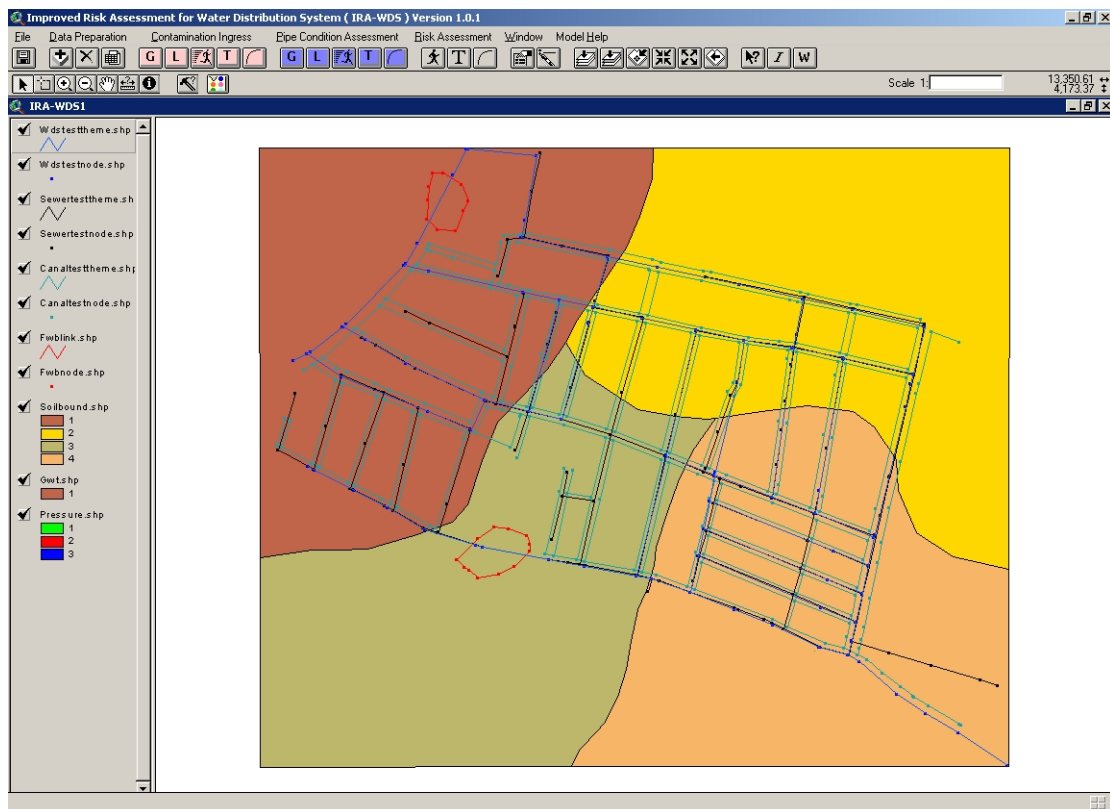 Improved Risk Assessment for Water Distribution System ( IRA-WDS ) Version 1.0.1
File Data Preparation Contamination Ingress Pipe Condition Assessment Risk Assessment Window Model Help
G L T G L T T I W
Scale 1:
13,350.61
4,173.37
IRA-WDS1
Wdstesttheme.shp
Wdstestnode.shp
Sewertesttheme.sh
Sewertestnode.shp
Canaltesttheme.shp
Canaltestnode.shp
Fwblink.shp
Fwbnode.shp
Soilbound.shp
1
2
3
4
Gwt.shp
1
Pressure.shp
1
2
3